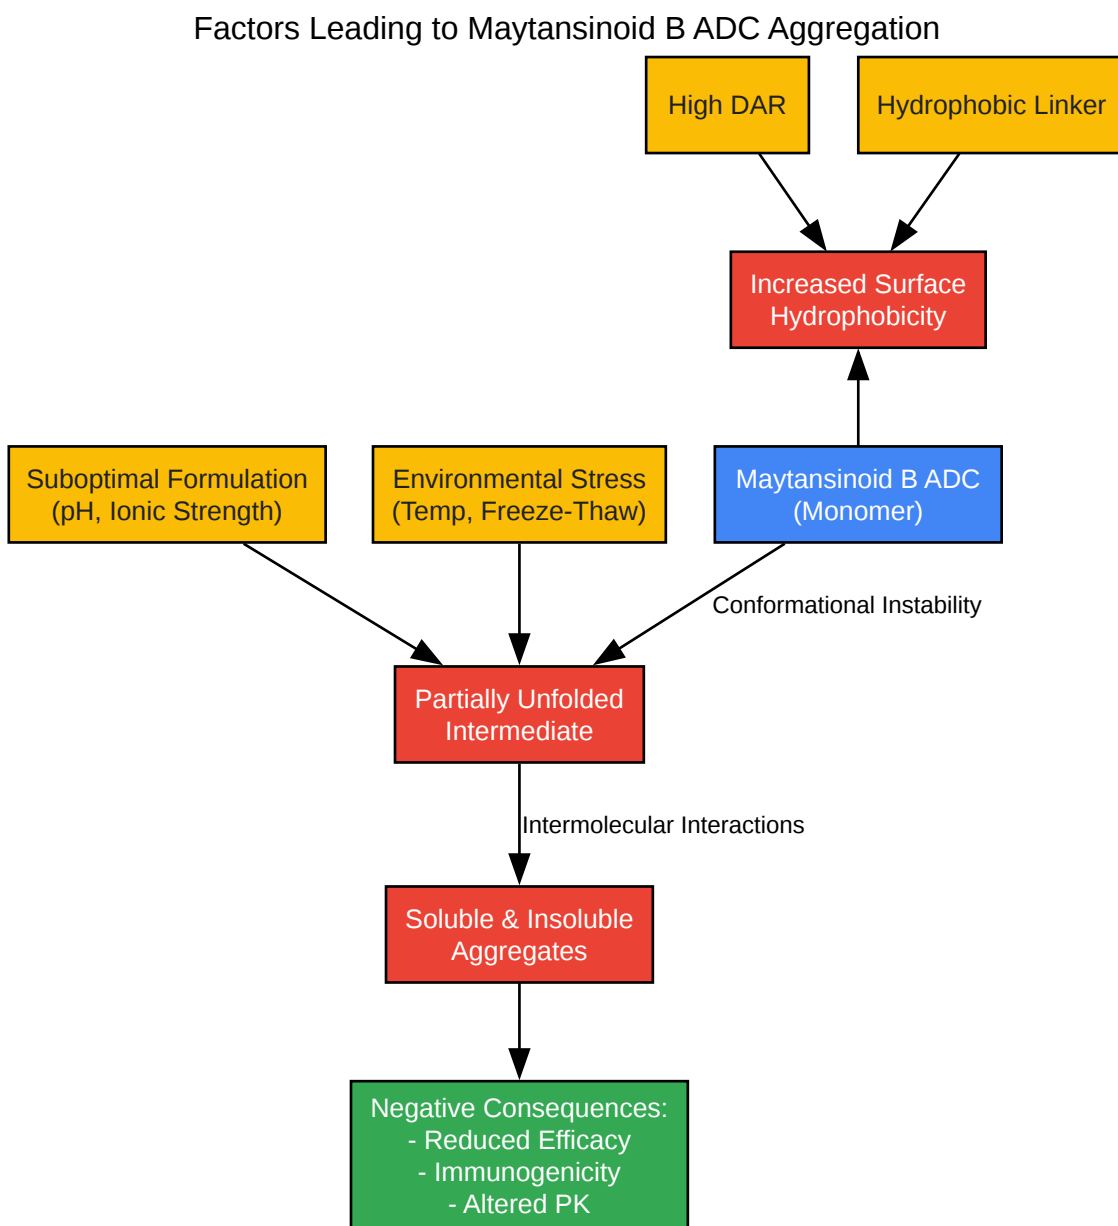 Factors Leading to Maytansinoid B ADC Aggregation
High DAR
Hydrophobic Linker
Increased Surface
Hydrophobicity
Suboptimal Formulation
(pH, Ionic Strength)
Environmental Stress
(Temp, Freeze-Thaw)
Maytansinoid B ADC
(Monomer)
Conformational Instability
Partially Unfolded
Intermediate
Intermolecular Interactions
Soluble & Insoluble
Aggregates
Negative Consequences:
- Reduced Efficacy
- Immunogenicity
- Altered PK